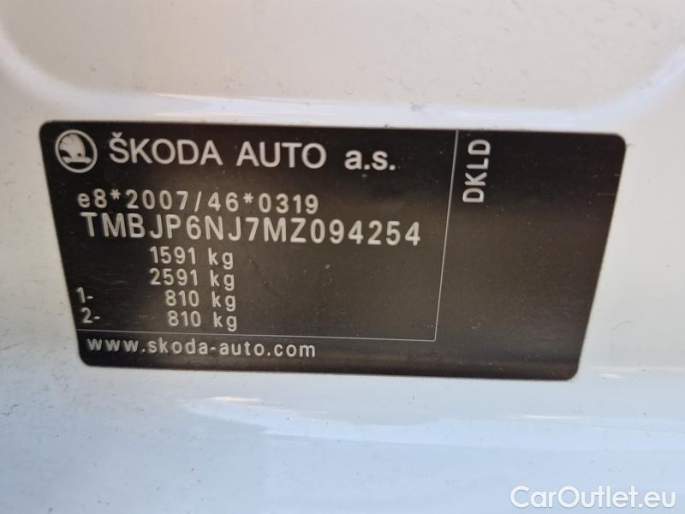 ŠKODA AUTO a.s.
e8*2007/46*0319
TMBJP6NJ7MZ094254
1591 kg
2591 kg
1- 810 kg
2- 810 kg
www.skoda-auto.com
DKLD
CarOutlet.eu